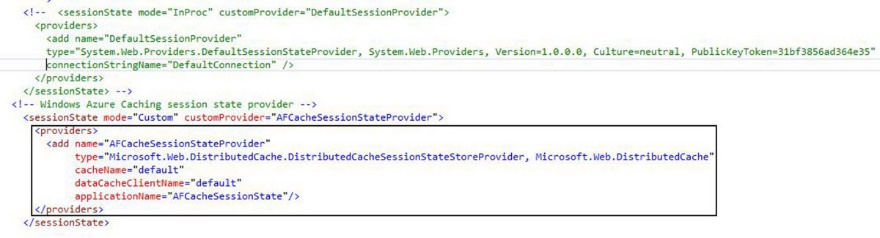 <!--  <sessionState mode="InProc" customProvider="DefaultSessionProvider">
<providers>
<add name="DefaultSessionProvider"
type="System.Web.Providers.DefaultSessionStateProvider, System.Web.Providers, Version=1.0.0.0, Culture=neutral, PublicKeyToken=31bf3856ad364e35"
connectionStringName="DefaultConnection" />
</providers>
</sessionState> -->
<!-- Windows Azure Caching session state provider -->
<sessionState mode="Custom" customProvider="AFCacheSessionStateProvider">
<providers>
<add name="AFCacheSessionStateProvider"
type="Microsoft.Web.DistributedCache.DistributedCacheSessionStateStoreProvider, Microsoft.Web.DistributedCache"
cacheName="default"
dataCacheClientName="default"
applicationName="AFCacheSessionState"/>
</providers>
</sessionState>